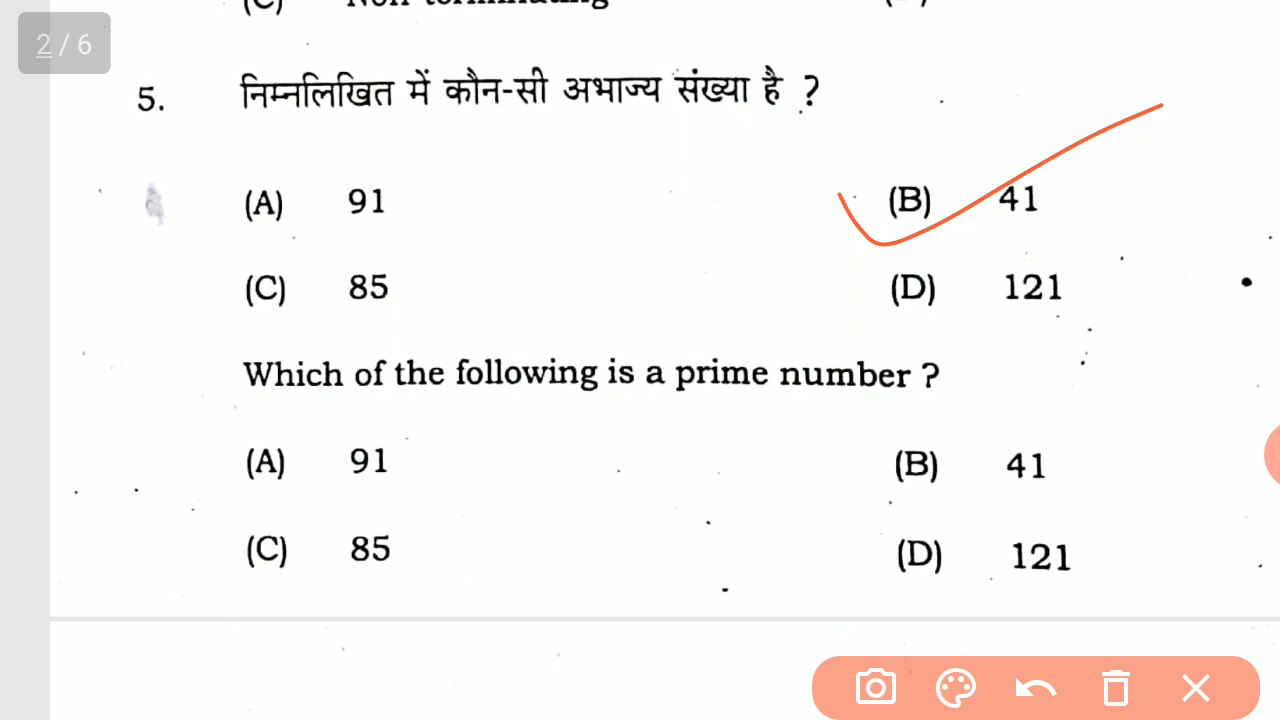 2 / 6
5. निम्नलिखित में कौन-सी अभाज्य संख्या है ?
(A) 91 (B) 41
(C) 85 (D) 121
Which of the following is a prime number ?
(A) 91 (B) 41
(C) 85 (D) 121